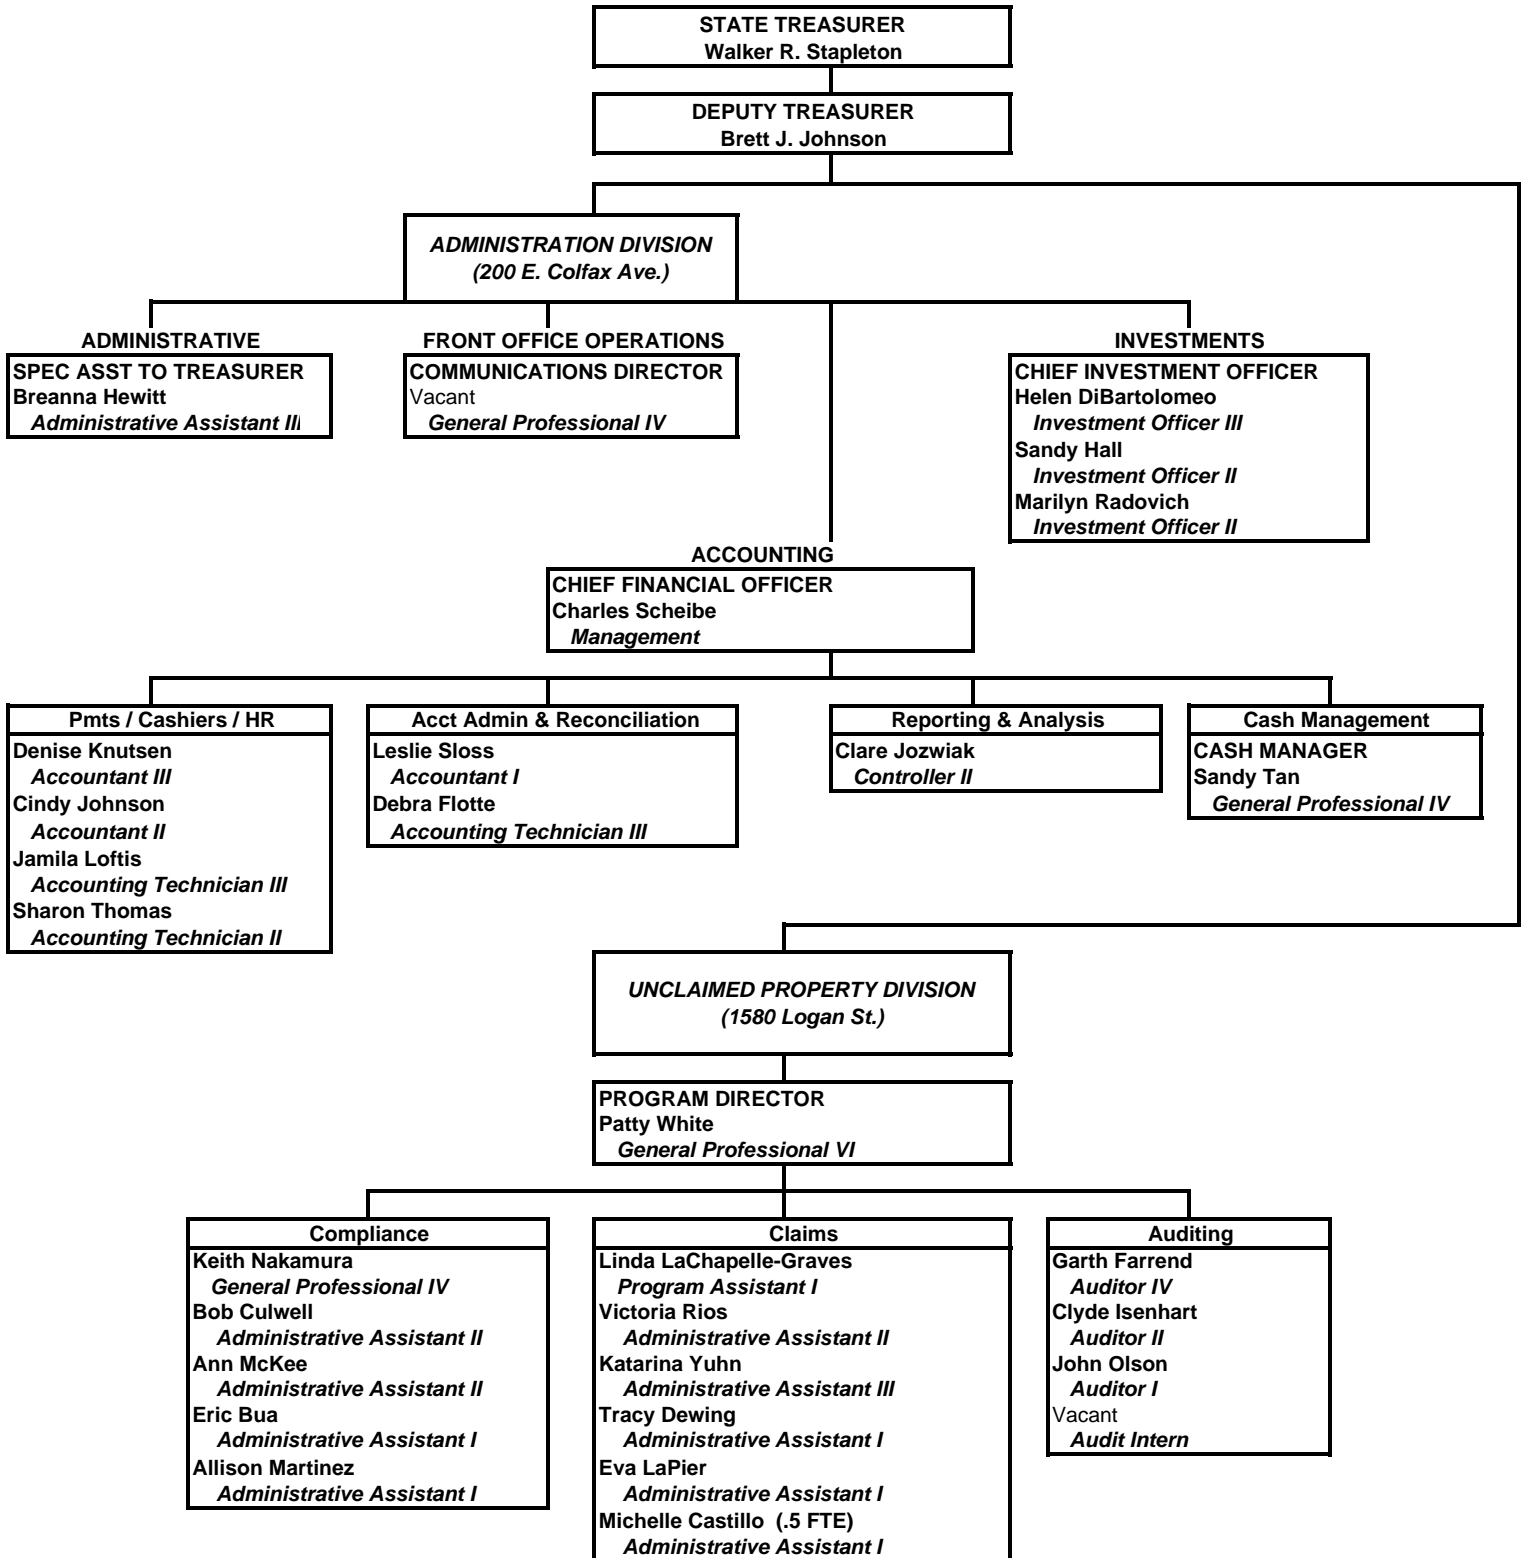 STATE TREASURER
Walker R. Stapleton
DEPUTY TREASURER
Brett J. Johnson
ADMINISTRATION DIVISION
(200 E. Colfax Ave.)
ADMINISTRATIVE
SPEC ASST TO TREASURER
Breanna Hewitt
Administrative Assistant III
FRONT OFFICE OPERATIONS
COMMUNICATIONS DIRECTOR
Vacant
General Professional IV
INVESTMENTS
CHIEF INVESTMENT OFFICER
Helen DiBartolomeo
Investment Officer III
Sandy Hall
Investment Officer II
Marilyn Radovich
Investment Officer II
ACCOUNTING
CHIEF FINANCIAL OFFICER
Charles Scheibe
Management
Pmts / Cashiers / HR
Denise Knutsen
Accountant III
Cindy Johnson
Accountant II
Jamila Loftis
Accounting Technician III
Sharon Thomas
Accounting Technician II
Acct Admin & Reconciliation
Leslie Sloss
Accountant I
Debra Flotte
Accounting Technician III
Reporting & Analysis
Clare Jozwiak
Controller II
Cash Management
CASH MANAGER
Sandy Tan
General Professional IV
UNCLAIMED PROPERTY DIVISION
(1580 Logan St.)
PROGRAM DIRECTOR
Patty White
General Professional VI
Compliance
Keith Nakamura
General Professional IV
Bob Culwell
Administrative Assistant II
Ann McKee
Administrative Assistant II
Eric Bua
Administrative Assistant I
Allison Martinez
Administrative Assistant I
Claims
Linda LaChapelle-Graves
Program Assistant I
Victoria Rios
Administrative Assistant II
Katarina Yuhn
Administrative Assistant III
Tracy Dewing
Administrative Assistant I
Eva LaPier
Administrative Assistant I
Michelle Castillo (.5 FTE)
Administrative Assistant I
Auditing
Garth Farrend
Auditor IV
Clyde Isenhart
Auditor II
John Olson
Auditor I
Vacant
Audit Intern